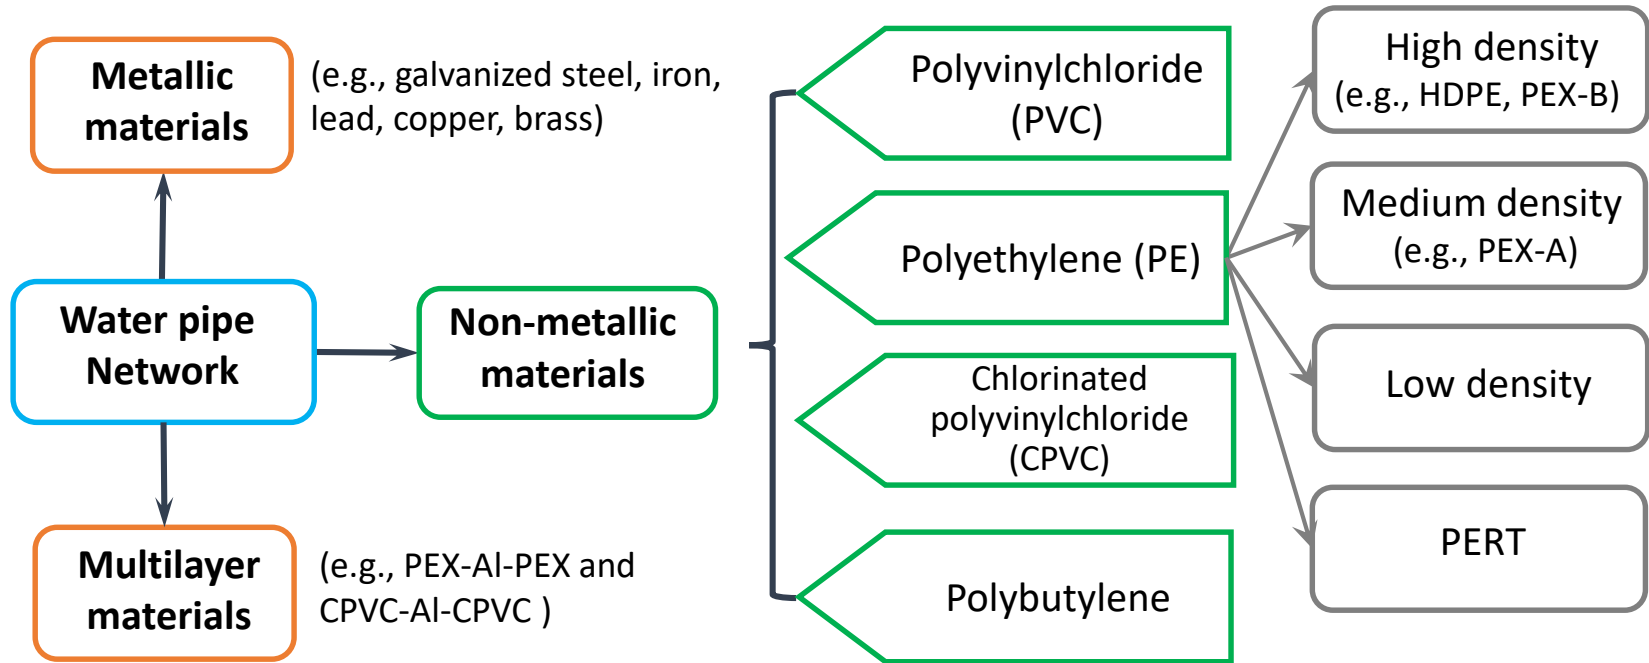 Metallic
materials
(e.g., galvanized steel, iron,
lead, copper, brass)
Water pipe
Network
Non-metallic
materials
Multilayer
materials
(e.g., PEX-Al-PEX and
CPVC-Al-CPVC )
Polyvinylchloride
(PVC)
Polyethylene (PE)
Chlorinated
polyvinylchloride
(CPVC)
Polybutylene
High density
(e.g., HDPE, PEX-B)
Medium density
(e.g., PEX-A)
Low density
PERT